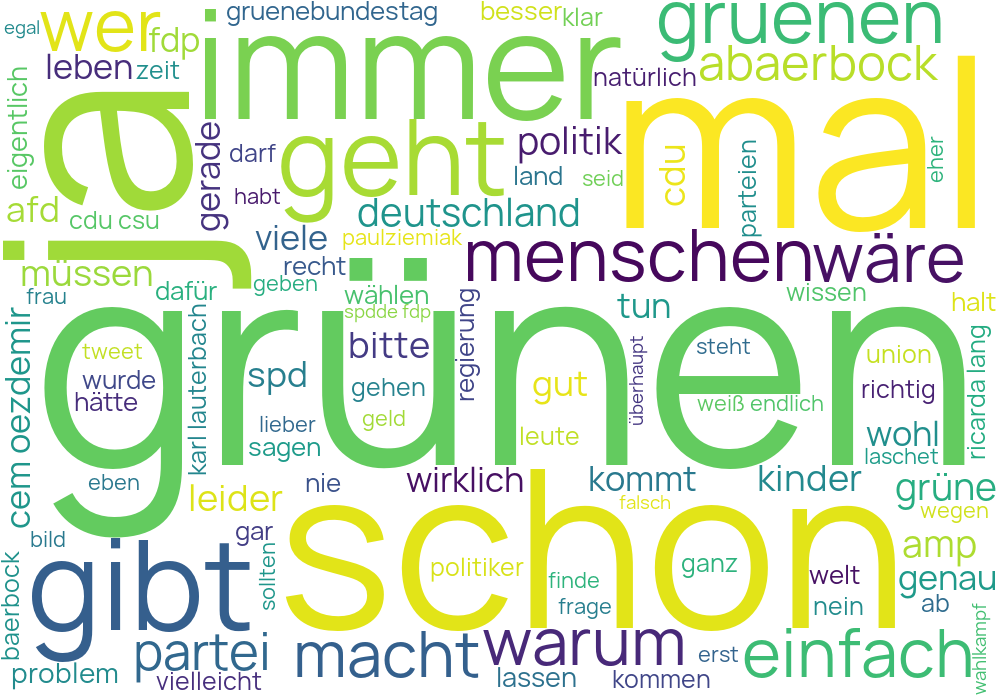 egal
wer
fdp
gruenebundestag
besser
klar
gruenen
leben
zeit
immer
natürlich
abaerbock
eigentlich
ja
gerade
darf
geht
politik
mal
cdu
parteien
eher
habt
land
seid
afd
cdu csu
deutschland
viele
paulziemiak
menschen
wäre
müssen
recht
frau
dafür
geben
wählen
spdde fdp
tun
wissen
halt
regierung
cem oezdemir
tweet
wurde
hätte
karl lauterbach
spd
bitte
grünen
gehen
geld
gut
überhaupt
steht
weiß endlich
union
richtig
ricarda lang
lieber
sagen
leute
wohl
laschet
eben
nie
wirklich
kommt
kinder
grüne
leider
falsch
wegen
gar
bild
schon
amp
gibt
sollten
politiker
finde
ganz
welt
genau
frage
nein
ab
baerbock
partei
macht
warum
erst
einfach
wahlkampf
problem
vielleicht
lassen
kommen